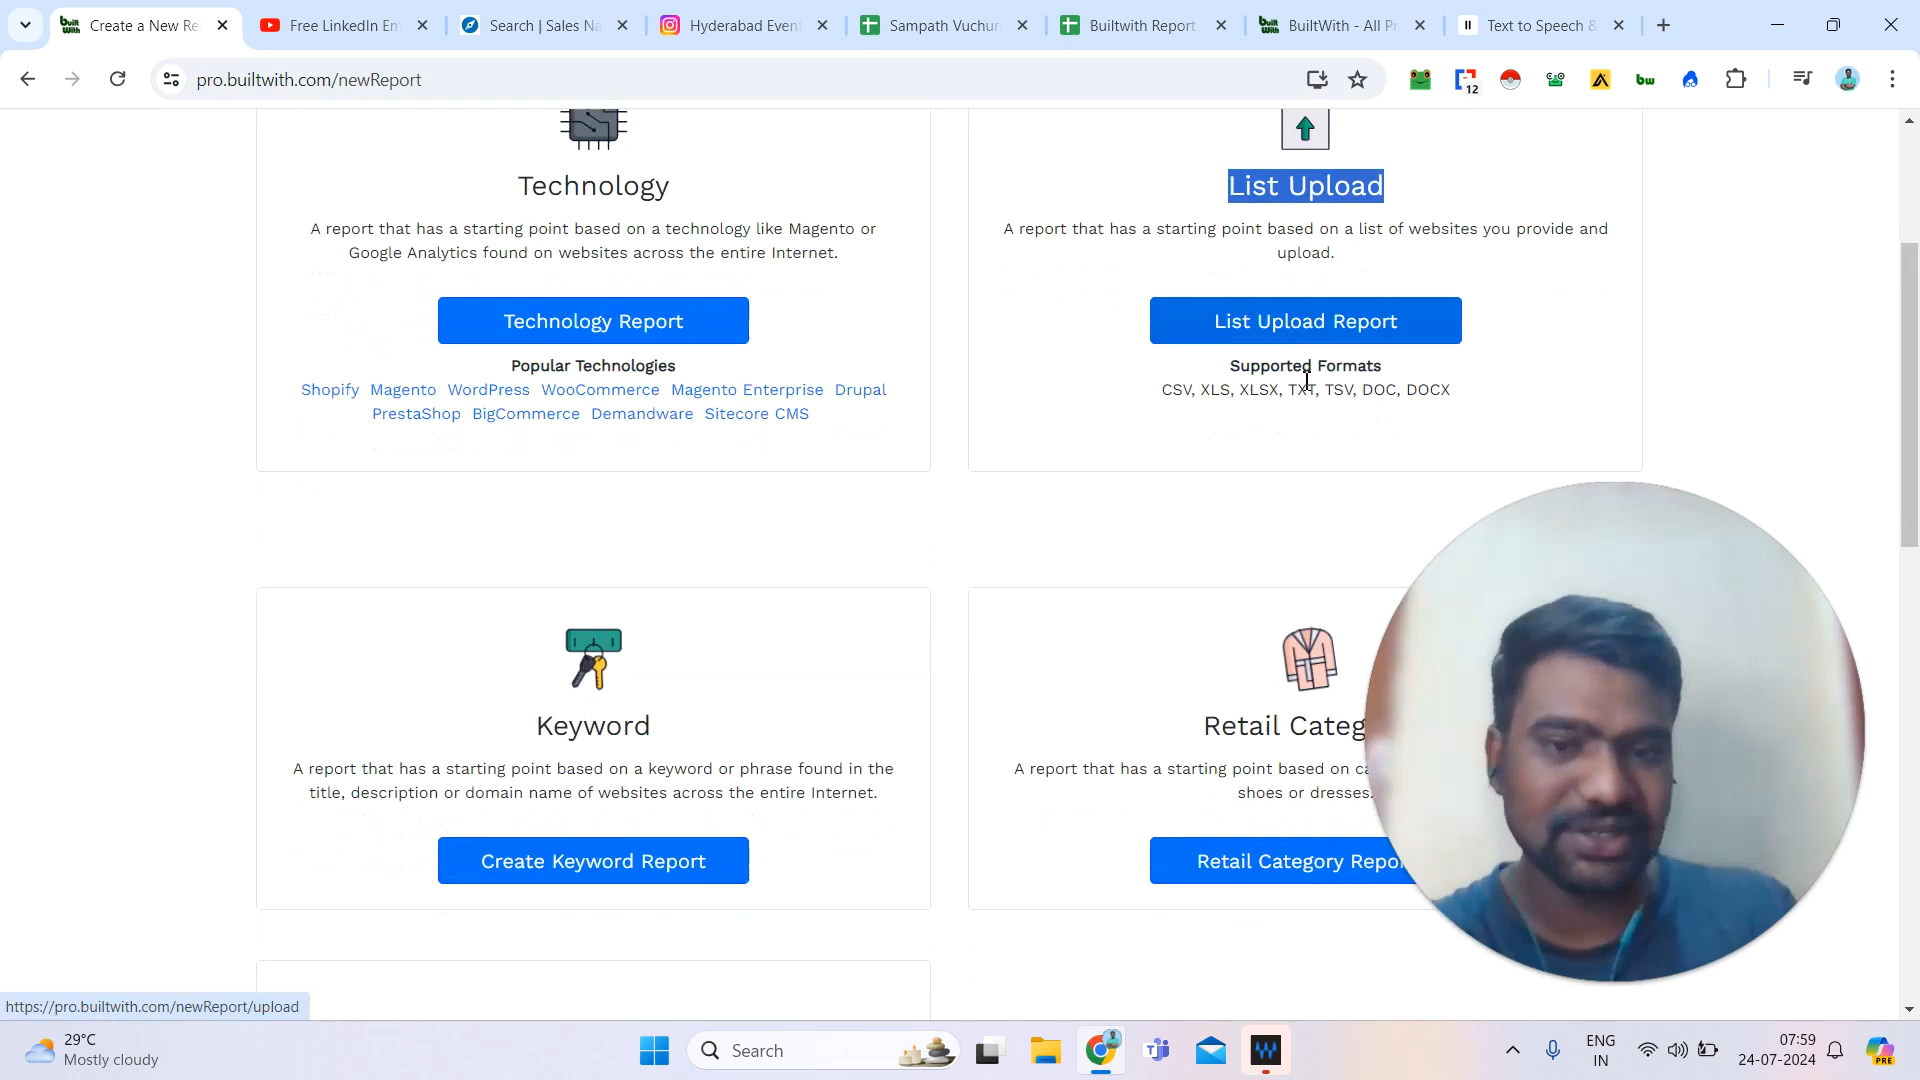 Create a New Re
Free LinkedIn Em
Search | Sales Na
Hyderabad Event
Sampath Vuchur
Builtwith Report
BuiltWith - All Pr
Text to Speech &
pro.builtwith.com/newReport
12
bw
Technology
A report that has a starting point based on a technology like Magento or
Google Analytics found on websites across the entire Internet.
Technology Report
Popular Technologies
Shopify Magento WordPress WooCommerce Magento Enterprise Drupal
PrestaShop BigCommerce Demandware Sitecore CMS
List Upload
A report that has a starting point based on a list of websites you provide and
upload.
List Upload Report
Supported Formats
CSV, XLS, XLSX, TXT, TSV, DOC, DOCX
Keyword
A report that has a starting point based on a keyword or phrase found in the
title, description or domain name of websites across the entire Internet.
Create Keyword Report
Retail Categ
A report that has a starting point based on ca
shoes or dresses.
Retail Category Repor
https://pro.builtwith.com/newReport/upload
29°C
Mostly cloudy
Search
ENG
IN
07:59
24-07-2024
PRE